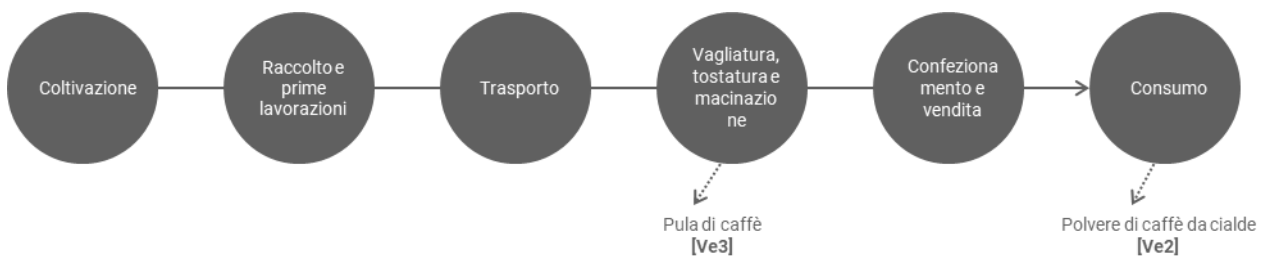 Coltivazione
Raccolto e
prime
lavorazioni
Trasporto
Vagliatura,
tostatura e
macinazio
ne
Confeziona
mento e
vendita
Consumo
Pula di caffè
[Ve3]
Polvere di caffè da cialde
[Ve2]